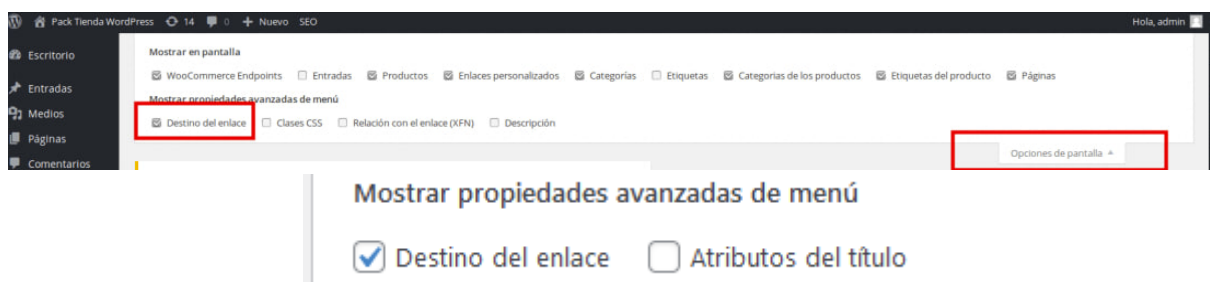 Pack Tienda WordPress 14 0 + Nuevo SEO Hola, admin
Escritorio
Entradas
Medios
Páginas
Comentarios
Mostrar en pantalla
WooCommerce Endpoints Entradas Productos Enlaces personalizados Categorías Etiquetas Categorias de los productos Etiquetas del producto Páginas
Mostrar propiedades avanzadas de menú
Destino del enlace Clases CSS Relación con el enlace (XFN) Descripción
Opciones de pantalla
Mostrar propiedades avanzadas de menú
Destino del enlace Atributos del título